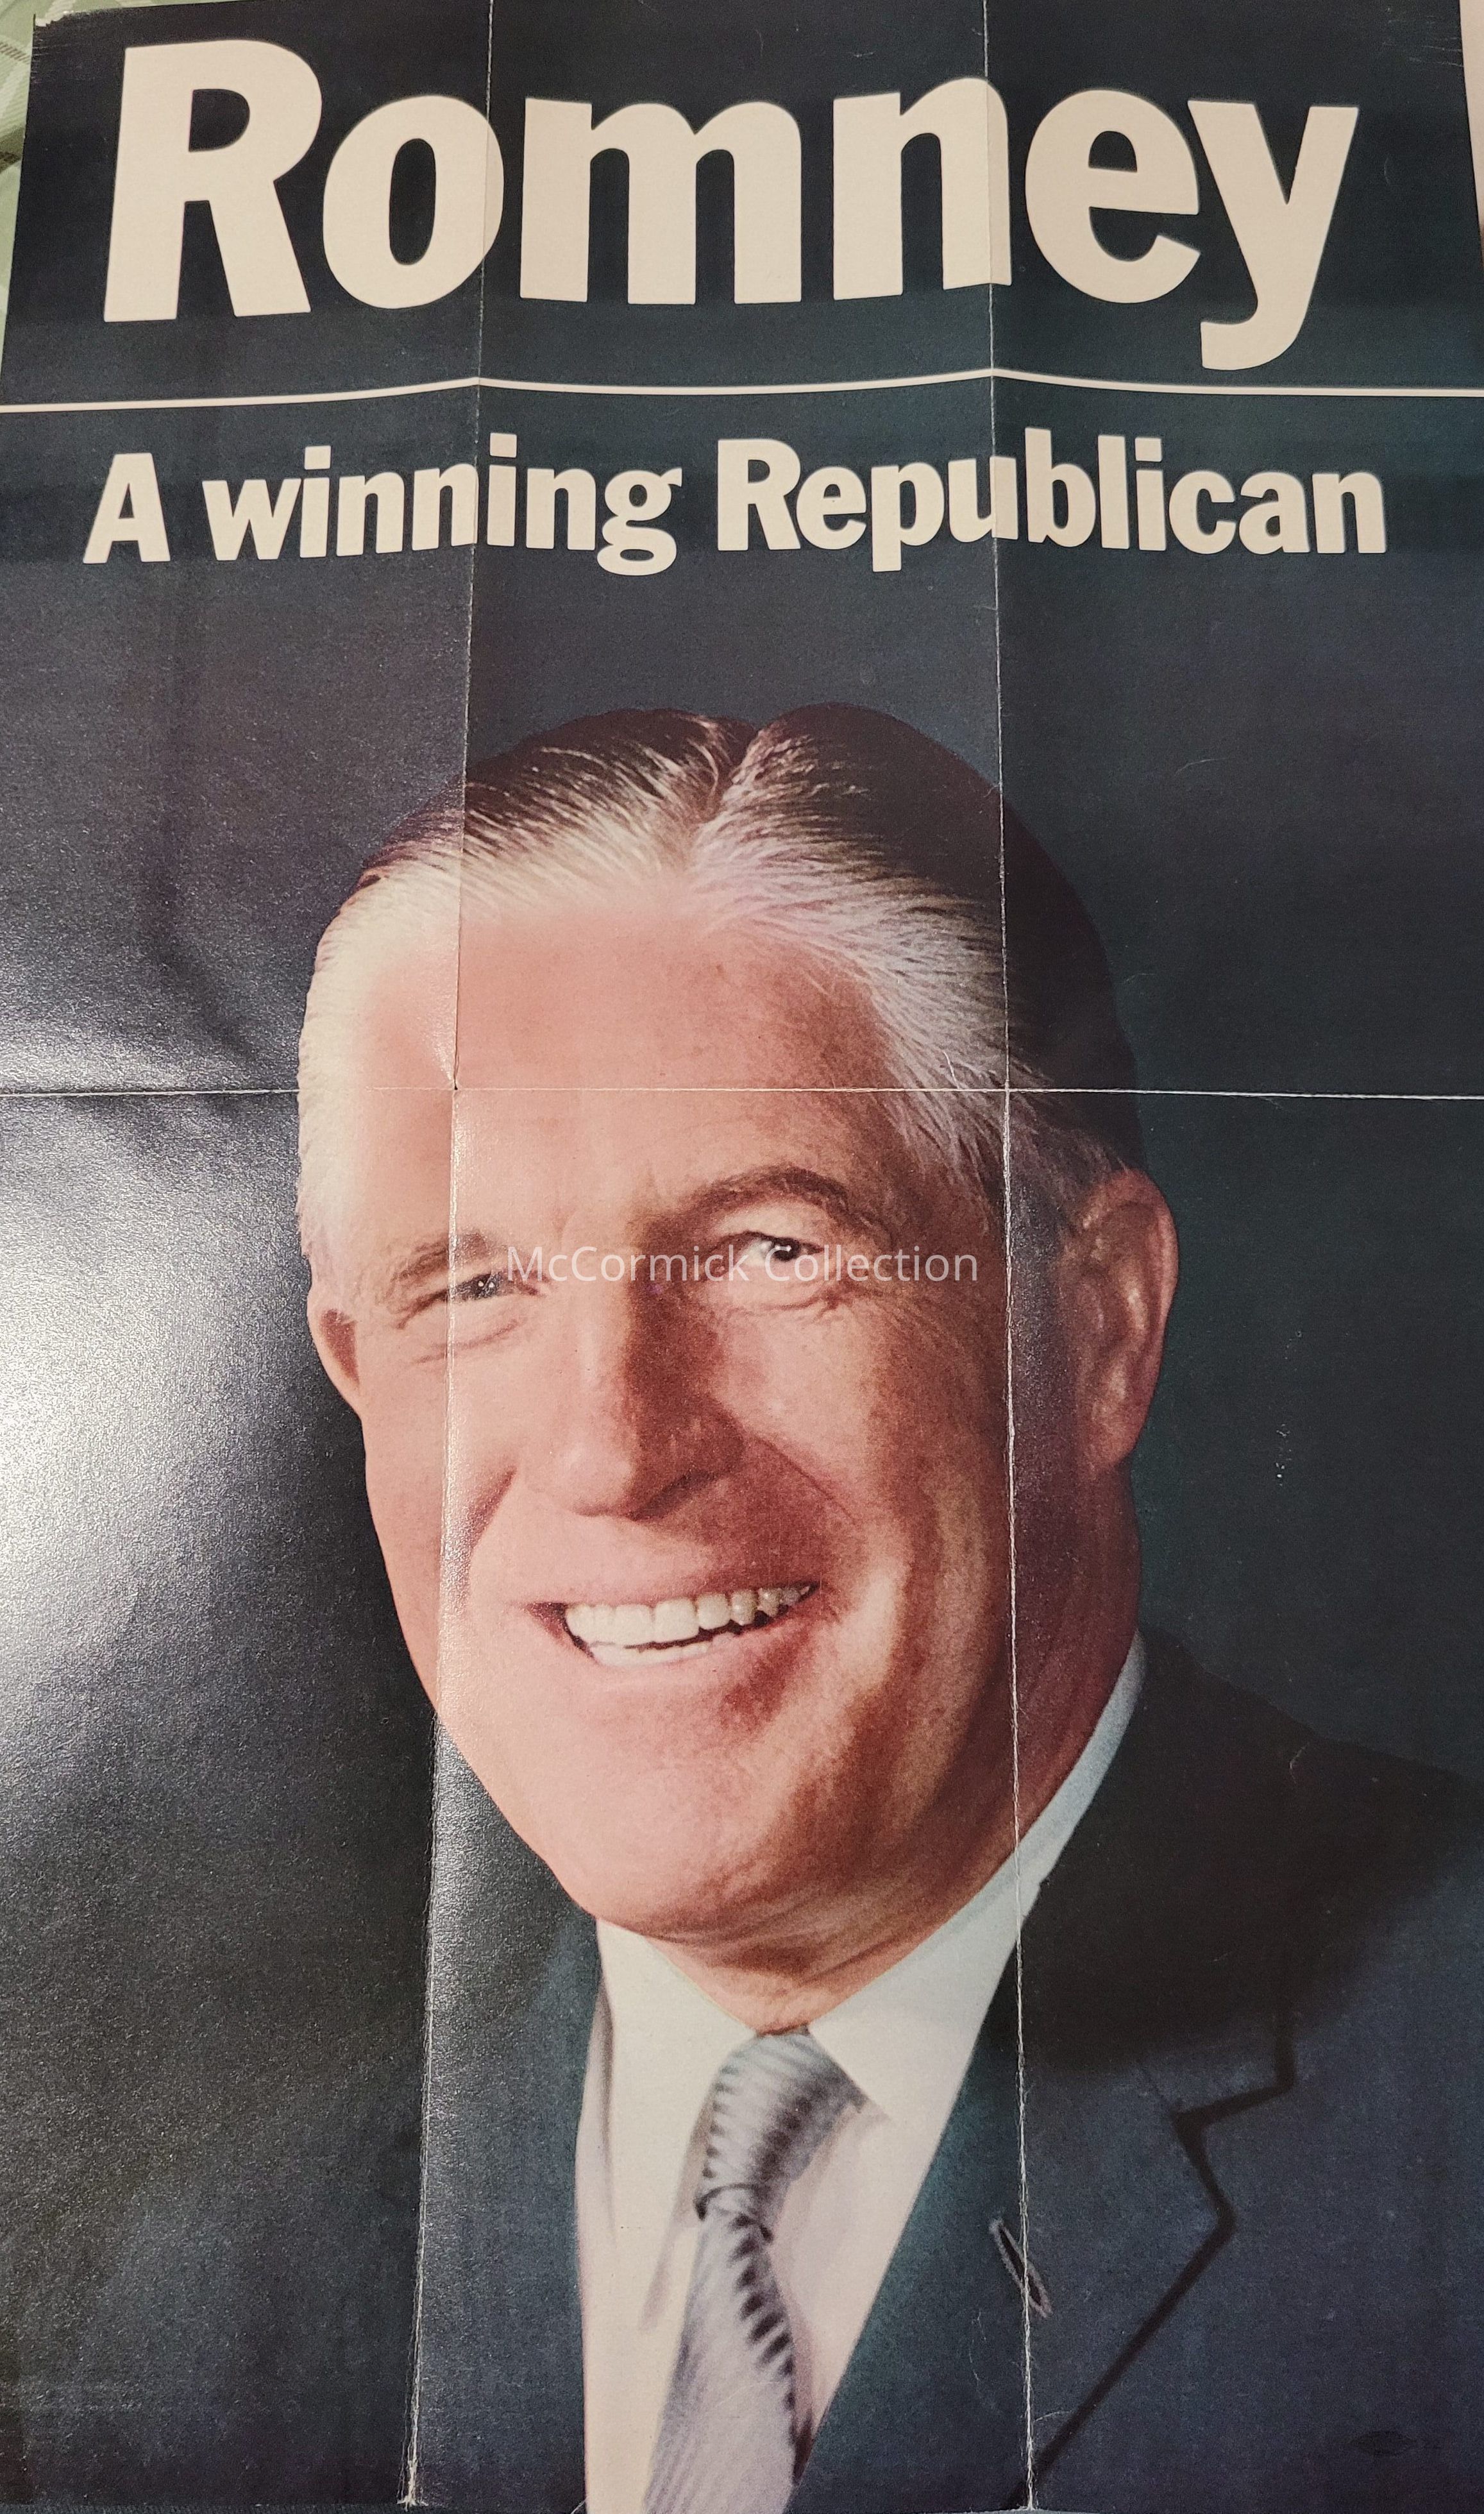 Romney
A winning Republican
McCormick Collection